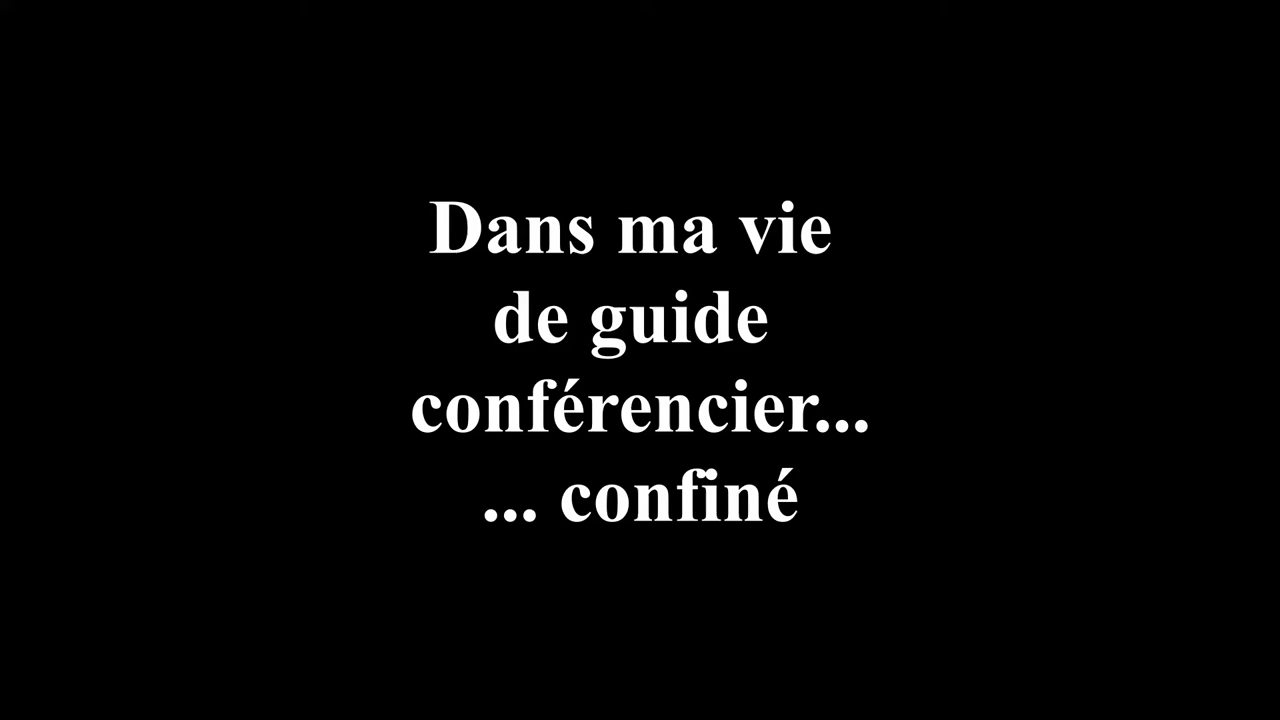 Dans ma vie
de guide
conférencier...
... confiné